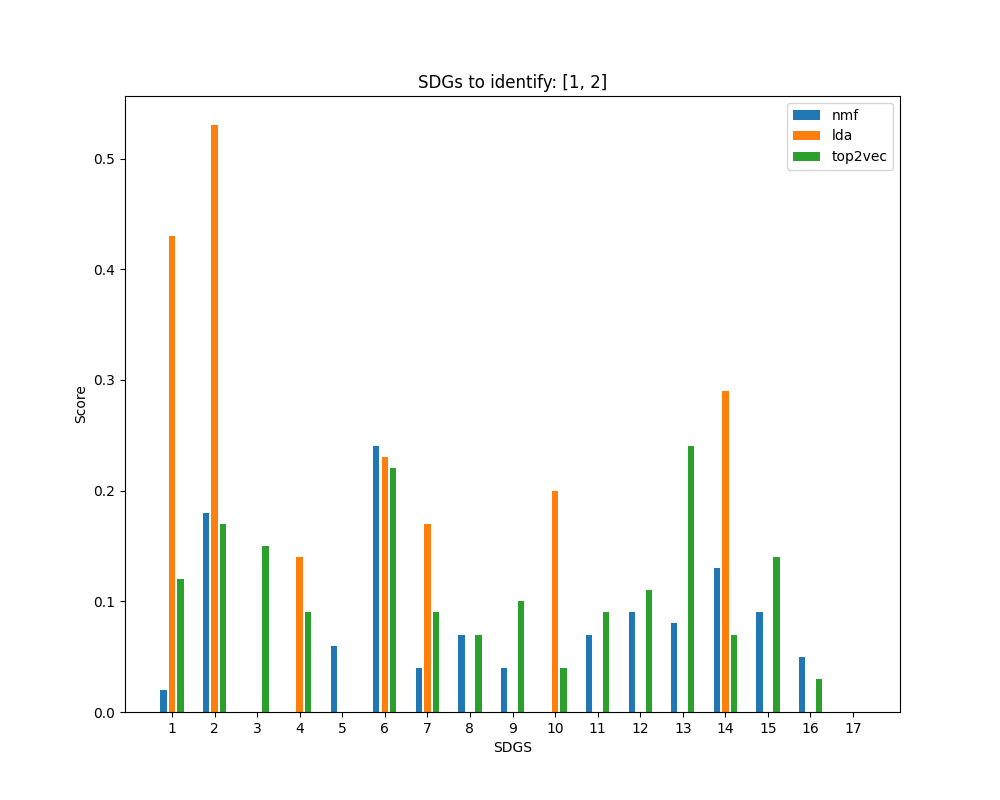 SDGs to identify: [1, 2]
nmf
lda
top2vec
0.5
0.4
0.3
0.2
0.1
0.0
Score
1 2 3 4 5 6 7 8 9 10 11 12 13 14 15 16 17
SDGS